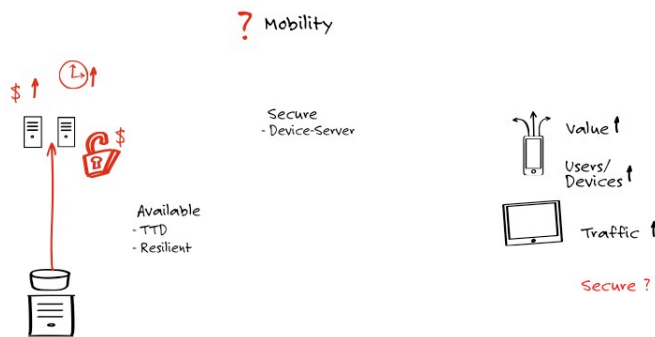 ? Mobility
$
$
Secure
- Device-Server
Value
Users/
Devices
Available
- TTD
- Resilient
Traffic
Secure ?